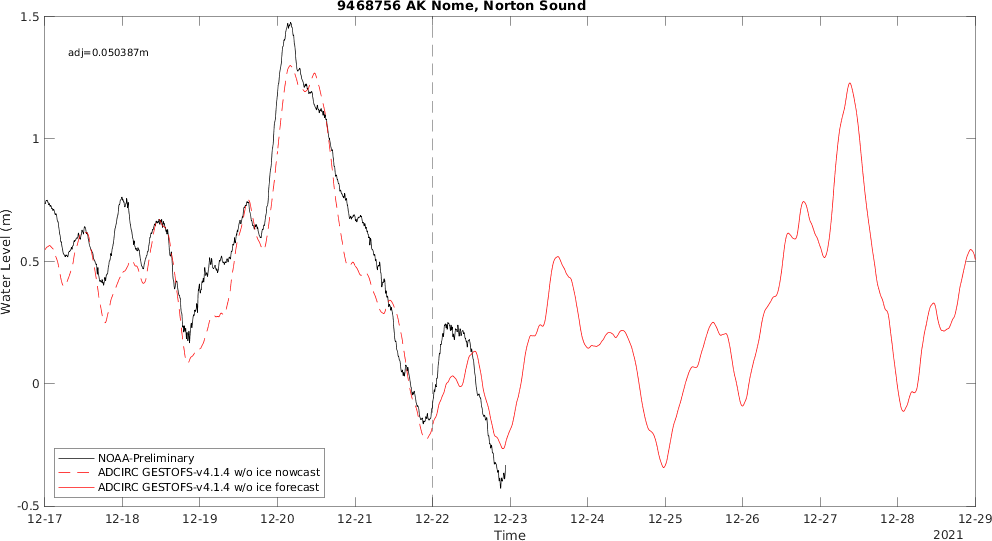 9468756 AK Nome, Norton Sound
adj=0.050387m
Water Level (m)
1.5
1
0.5
0
-0.5
NOAA-Preliminary
ADCIRC GESTOFS-v4.1.4 w/o ice nowcast
ADCIRC GESTOFS-v4.1.4 w/o ice forecast
12-17 12-18 12-19 12-20 12-21 12-22 12-23 12-24 12-25 12-26 12-27 12-28 12-29
Time
2021